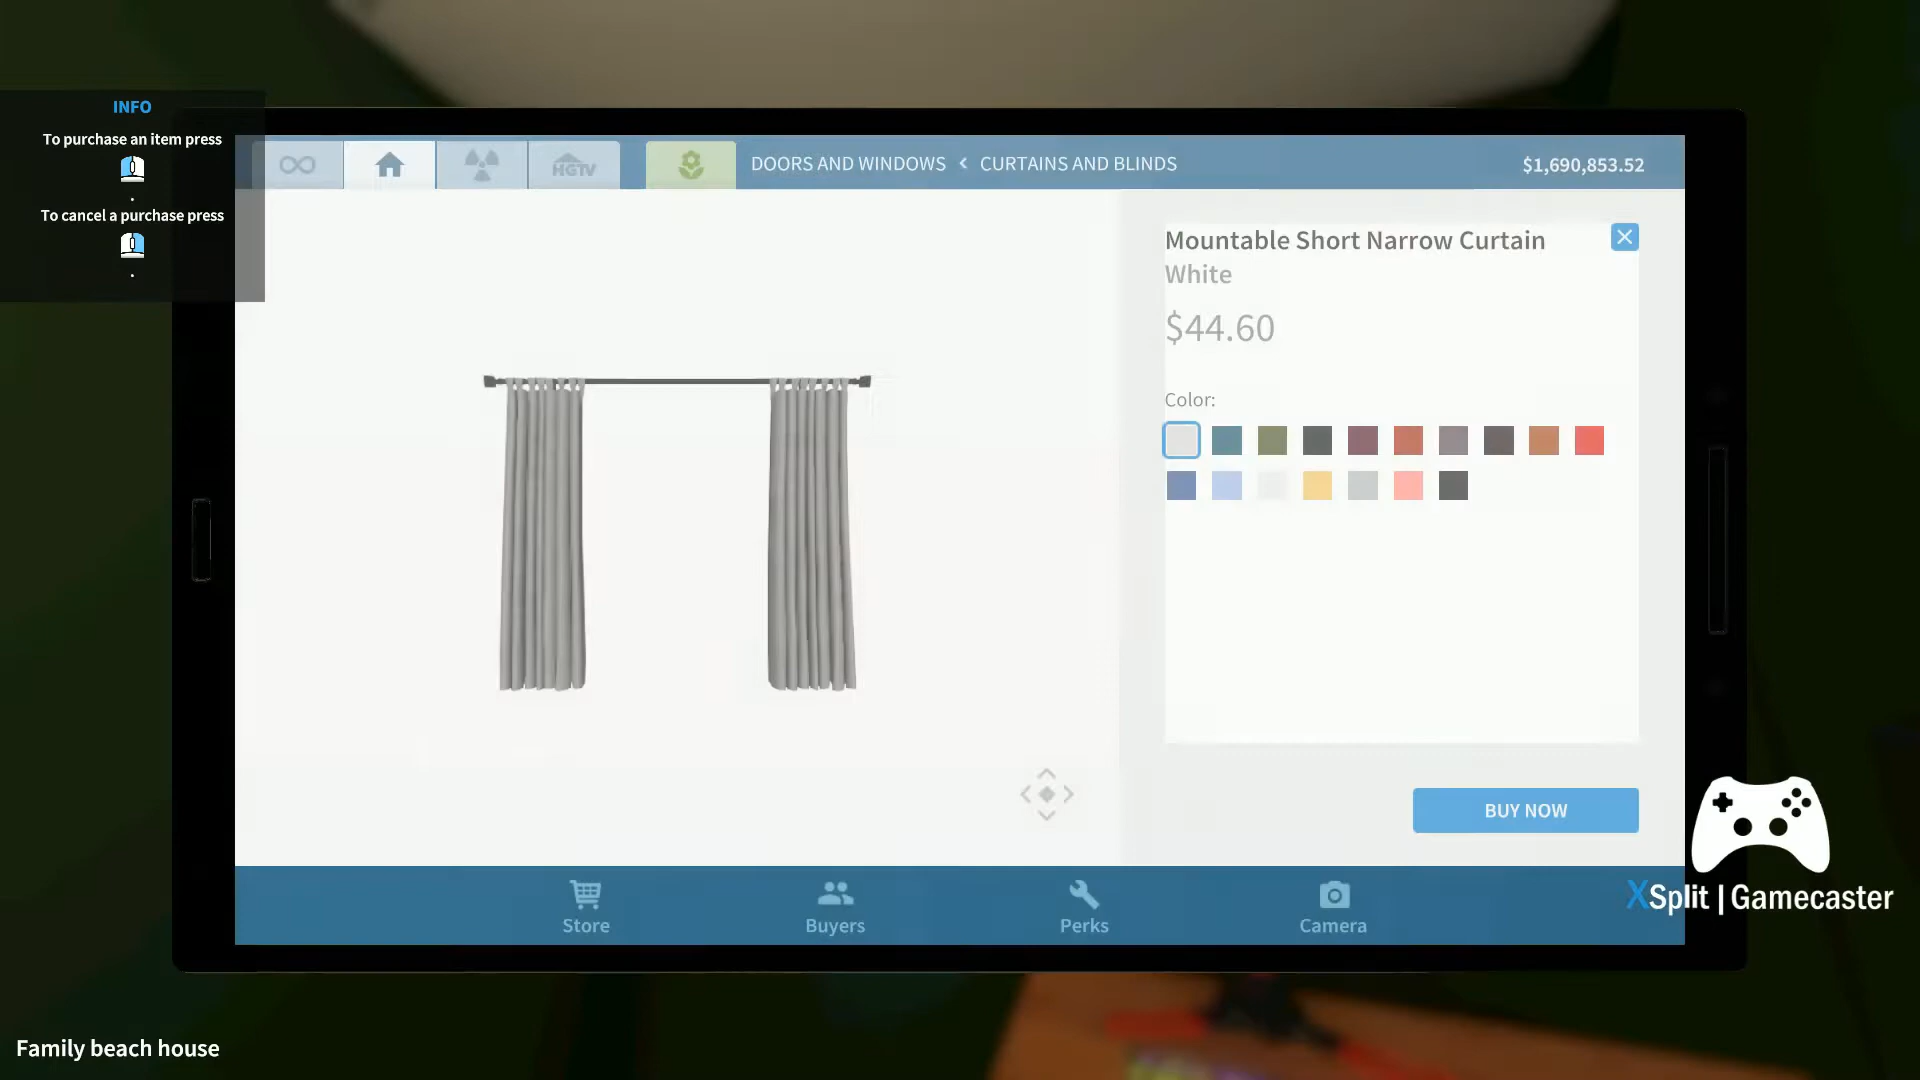 INFO
To purchase an item press
.
To cancel a purchase press
.
HGTV
DOORS AND WINDOWS < CURTAINS AND BLINDS
$1,690,853.52
Mountable Short Narrow Curtain
White
$44.60
Color:
BUY NOW
Store
Buyers
Perks
Camera
XSplit | Gamecaster
Family beach house